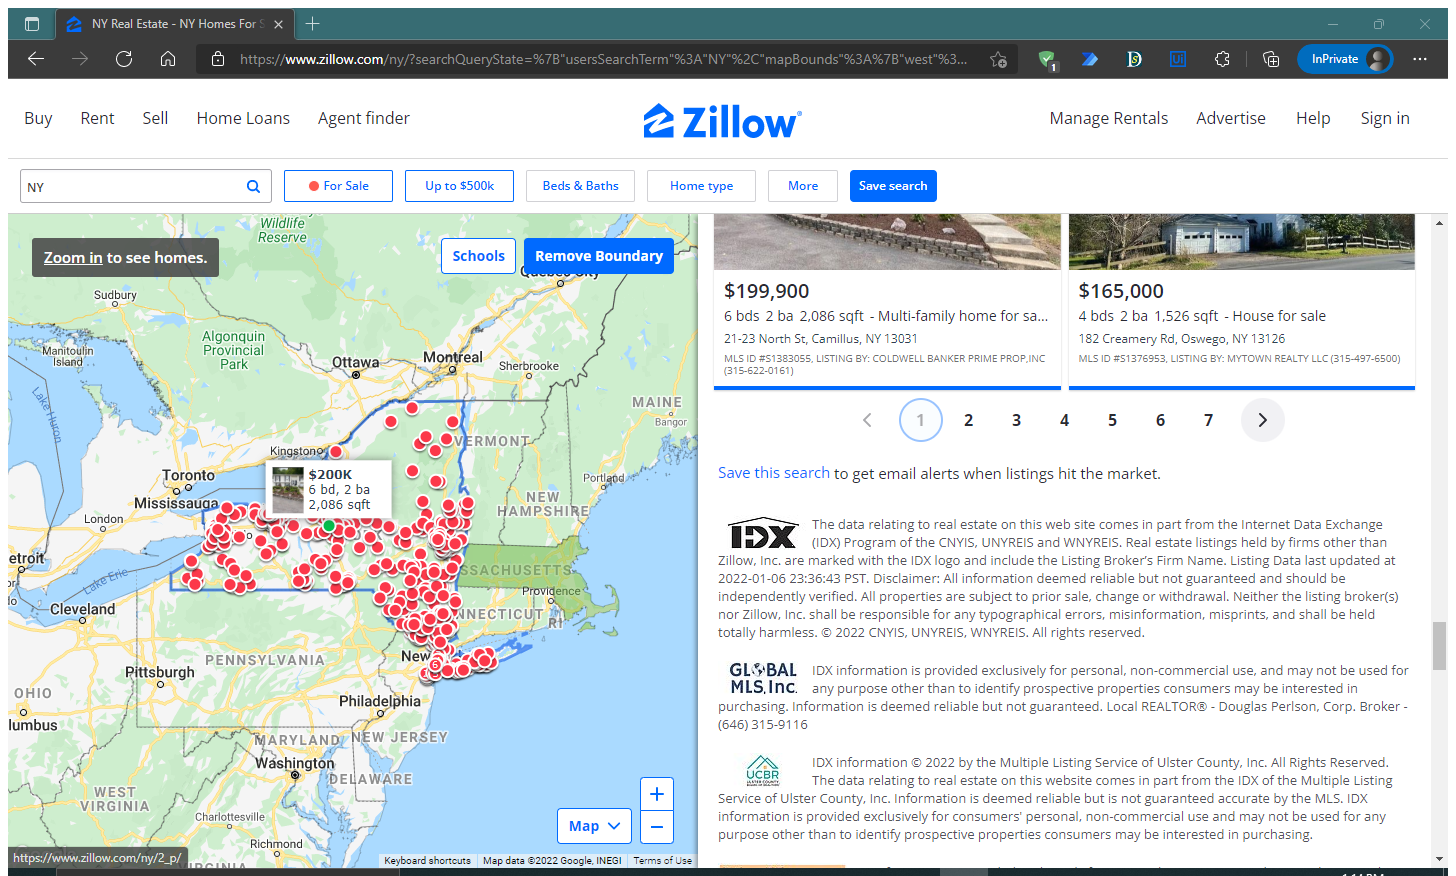 NY Real Estate - NY Homes For S
https://www.zillow.com/ny/?searchQueryState=%7B"usersSearchTerm"%3A"NY"%2C"mapBounds"%3A%7B"west"%3...
1
InPrivate
Buy
Rent
Sell
Home Loans
Agent finder
Zillow
Manage Rentals
Advertise
Help
Sign in
NY
For Sale
Up to $500k
Beds & Baths
Home type
More
Save search
Zoom in to see homes.
Schools
Remove Boundary
Wildlife
Reserve
Quebec City
Sudbury
Algonquin
Provincial
Park
Manitoulin
Island
Ottawa
Montreal
Sherbrooke
MAINE
Bangor
Lake Huron
VERMONT
Kingston
Toronto
Mississauga
Portland
NEW
HAMPSHIRE
London
$200K
6 bd, 2 ba
2,086 sqft
etroit
Lake Erie
SSACHUSETTS
Providence
NNECTICUT
RI
Cleveland
New
6
PENNSYLVANIA
Pittsburgh
OHIO
lumbus
Philadelphia
MARYLAND
NEW JERSEY
Washington
DELAWARE
WEST
VIRGINIA
Charlottesville
Richmond
VIRGINIA
Map
+
−
https://www.zillow.com/ny/2_p/
Keyboard shortcuts
Map data ©2022 Google, INEGI
Terms of Use
$199,900
6 bds 2 ba 2,086 sqft - Multi-family home for sa...
21-23 North St, Camillus, NY 13031
MLS ID #S1383055, LISTING BY: COLDWELL BANKER PRIME PROP,INC
(315-622-0161)
$165,000
4 bds 2 ba 1,526 sqft - House for sale
182 Creamery Rd, Oswego, NY 13126
MLS ID #S1376953, LISTING BY: MYTOWN REALTY LLC (315-497-6500)
1 2 3 4 5 6 7
Save this search to get email alerts when listings hit the market.
IDX
The data relating to real estate on this web site comes in part from the Internet Data Exchange
(IDX) Program of the CNYIS, UNYREIS and WNYREIS. Real estate listings held by firms other than
Zillow, Inc. are marked with the IDX logo and include the Listing Broker's Firm Name. Listing Data last updated at
2022-01-06 23:36:43 PST. Disclaimer: All information deemed reliable but not guaranteed and should be
independently verified. All properties are subject to prior sale, change or withdrawal. Neither the listing broker(s)
nor Zillow, Inc. shall be responsible for any typographical errors, misinformation, misprints, and shall be held
totally harmless. © 2022 CNYIS, UNYREIS, WNYREIS. All rights reserved.
GLOBAL
MLS, Inc.
IDX information is provided exclusively for personal, non-commercial use, and may not be used for
any purpose other than to identify prospective properties consumers may be interested in
purchasing. Information is deemed reliable but not guaranteed. Local REALTOR® - Douglas Perlson, Corp. Broker -
(646) 315-9116
UCBR
IDX information © 2022 by the Multiple Listing Service of Ulster County, Inc. All Rights Reserved.
The data relating to real estate on this website comes in part from the IDX of the Multiple Listing
Service of Ulster County, Inc. Information is deemed reliable but is not guaranteed accurate by the MLS. IDX
information is provided exclusively for consumers' personal, non-commercial use and may not be used for any
purpose other than to identify prospective properties consumers may be interested in purchasing.